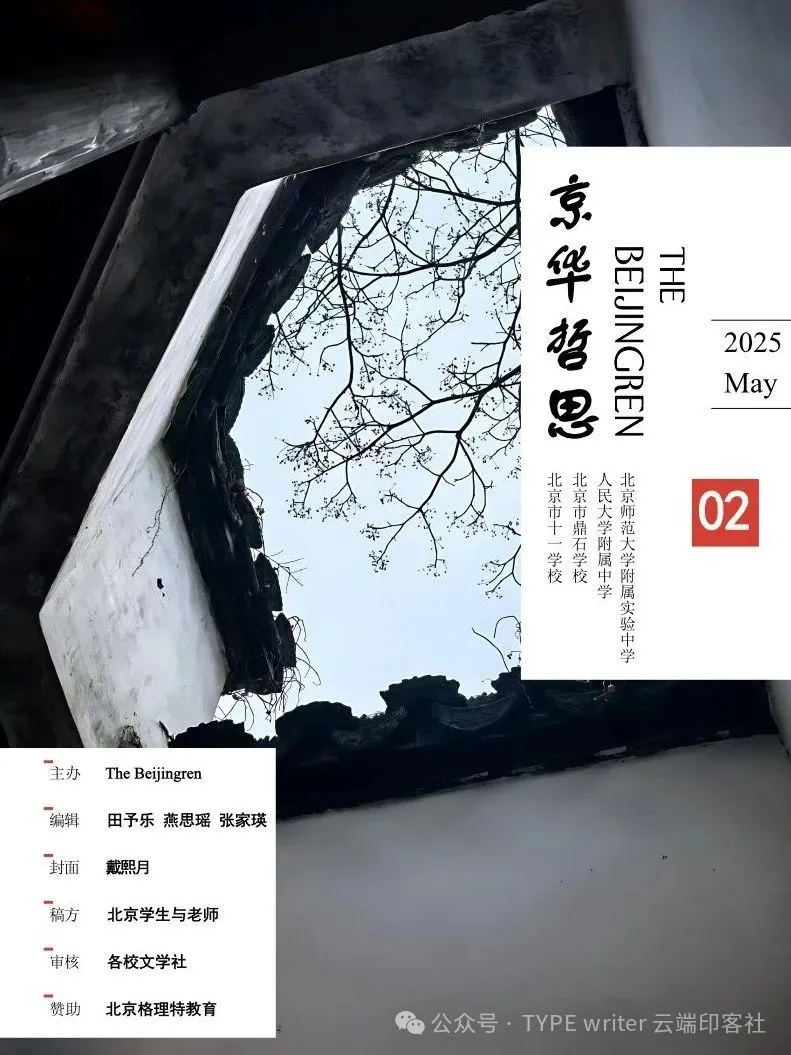 京华哲思
THE
BEIJINGREN
2025
May
02
北京师范大学附属实验中学
人民大学附属中学
北京市鼎石学校
北京市十一学校
主办 The Beijingren
编辑 田予乐 燕思瑶 张家瑛
封面 戴熙月
稿方 北京学生与老师
审核 各校文学社
赞助 北京格理特教育
公众号 · TYPE writer 云端印客社